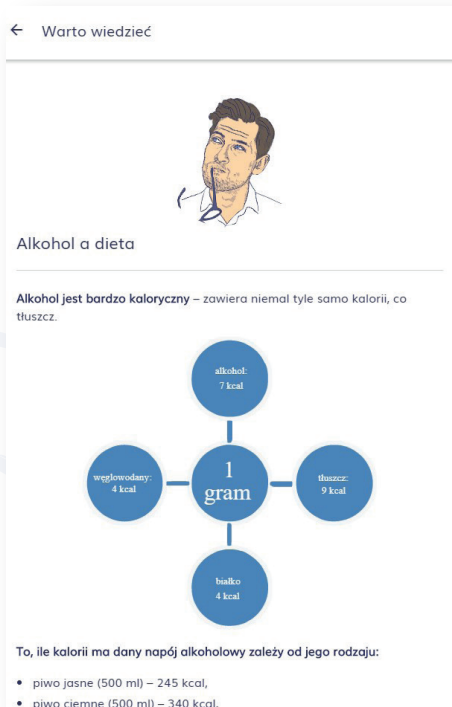 Warto wiedzieć
Alkohol a dieta
Alkohol jest bardzo kaloryczny – zawiera niemal tyle samo kalorii, co
tłuszcz.
alkohol:
7 kcal
węglowodany:
4 kcal
1
gram
tłuszcz:
9 kcal
białko
4 kcal
To, ile kalorii ma dany napój alkoholowy zależy od jego rodzaju:
• piwo jasne (500 ml) – 245 kcal,
• piwo ciemne (500 ml) – 340 kcal,